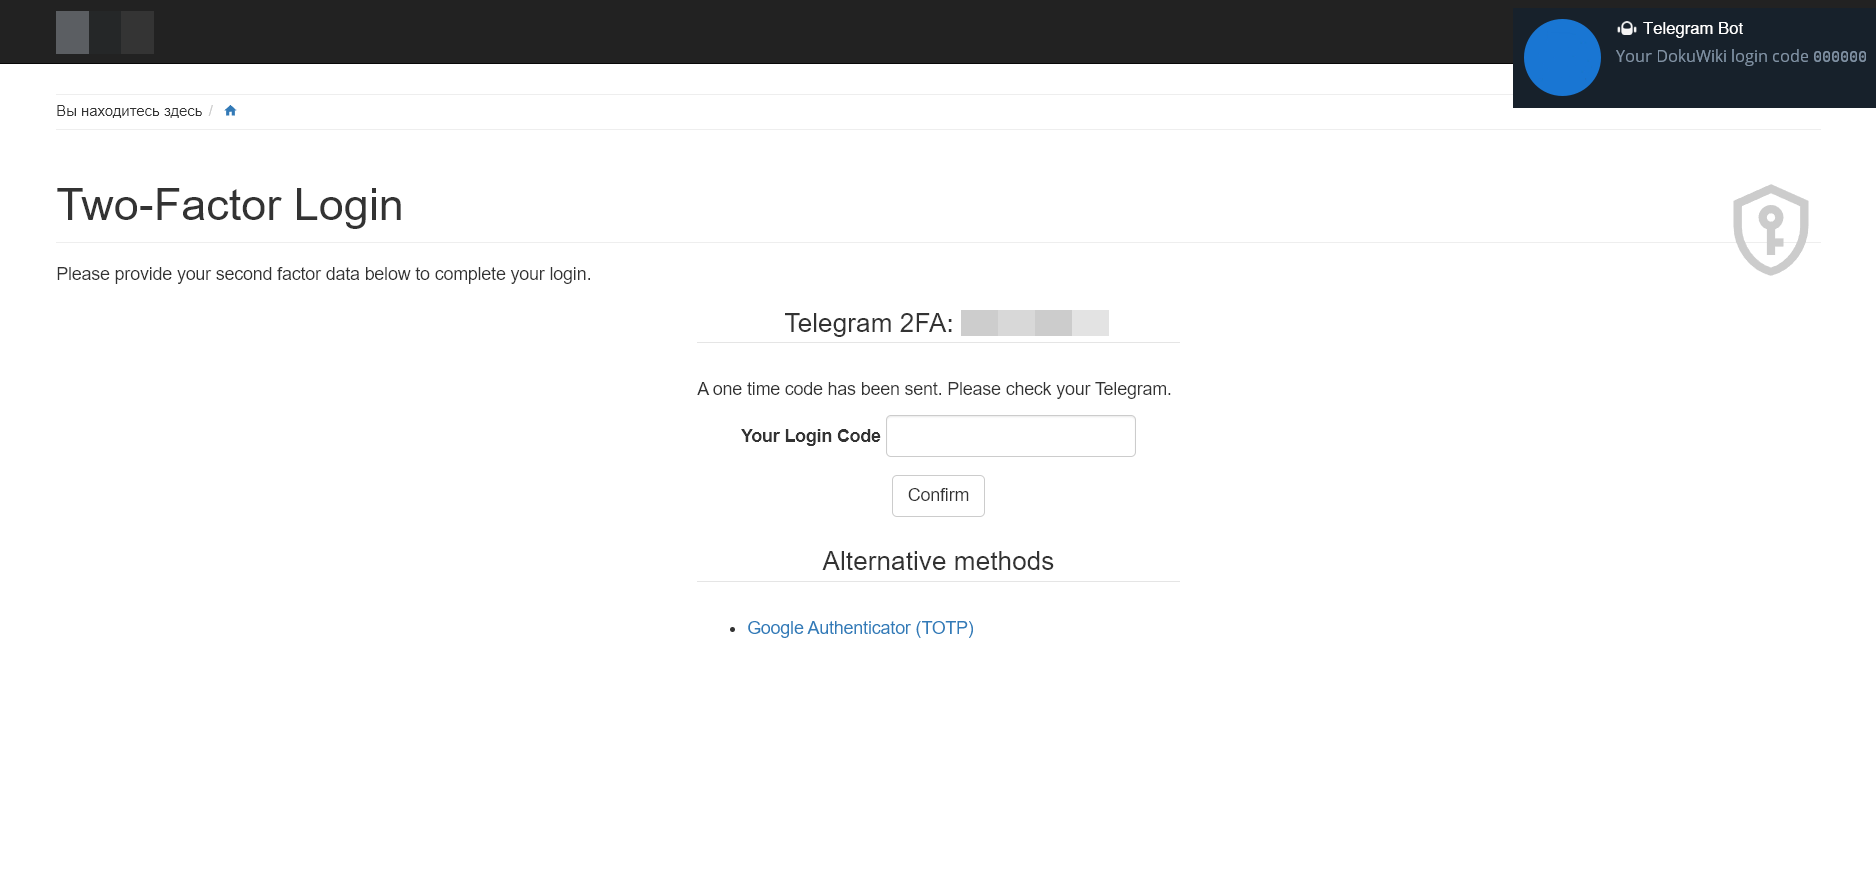 Telegram Bot
Your DokuWiki login code 000000
Вы находитесь здесь /
Two-Factor Login
Please provide your second factor data below to complete your login.
Telegram 2FA:
A one time code has been sent. Please check your Telegram.
Your Login Code
Confirm
Alternative methods
• Google Authenticator (TOTP)